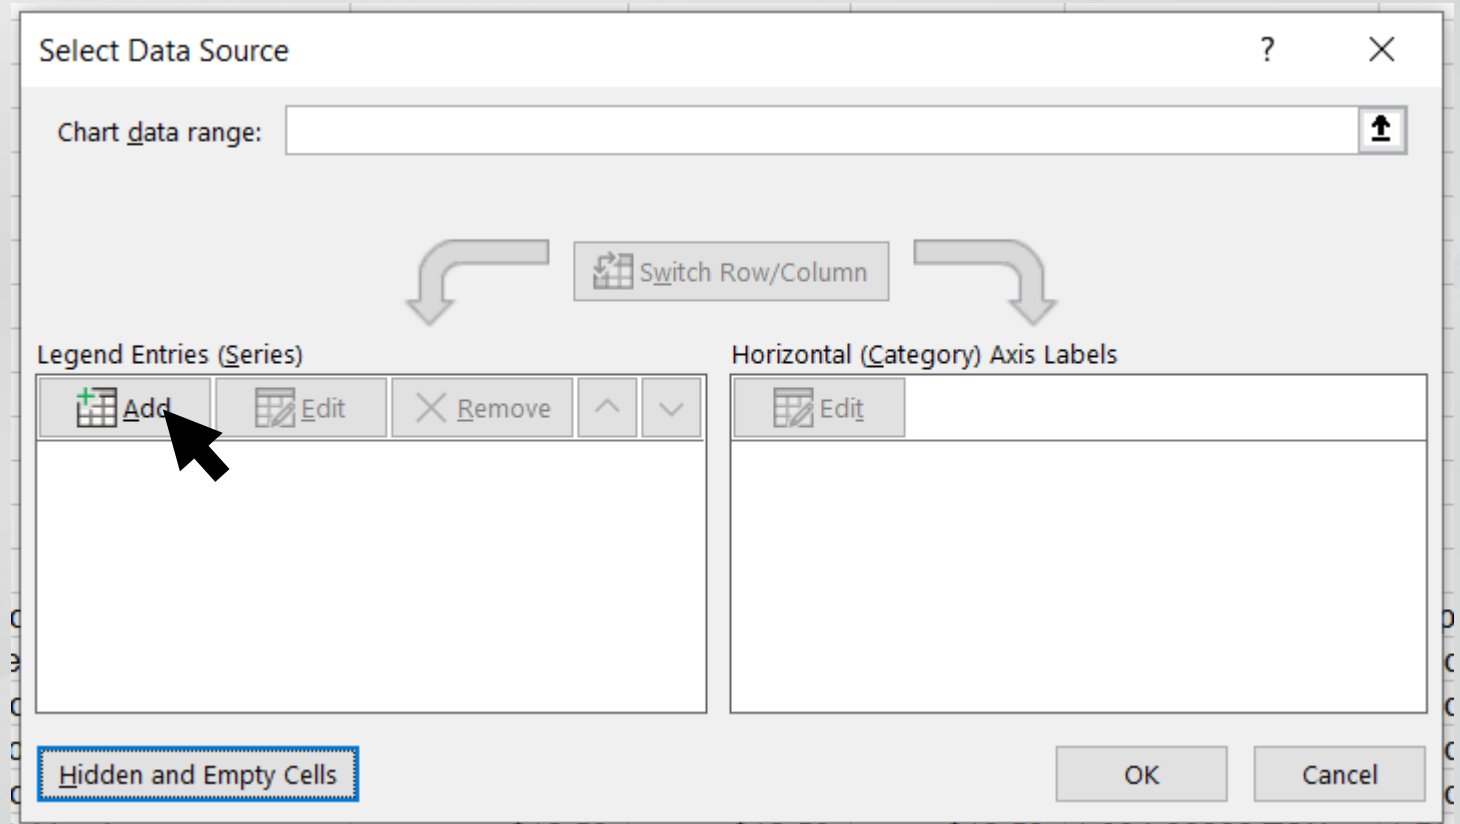 Select Data Source ?
Chart data range:
Switch Row/Column
Legend Entries (Series)
Horizontal (Category) Axis Labels
Add Edit Remove
Edit
Hidden and Empty Cells
OK Cancel